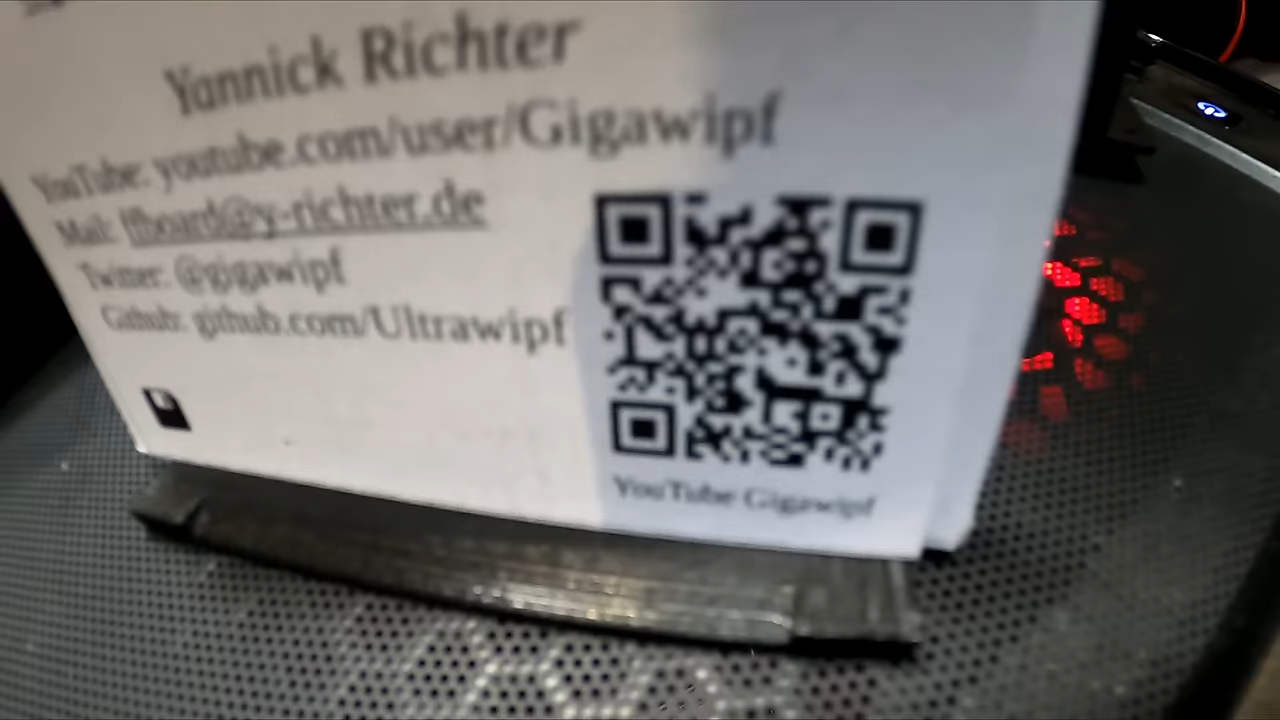 Yannick Richter
YouTube: youtube.com/user/Gigawipf
Mail: ffboard@y-richter.de
Twitter: @gigawipf
Github: github.com/Ultrawipf
YouTube Gigawipf